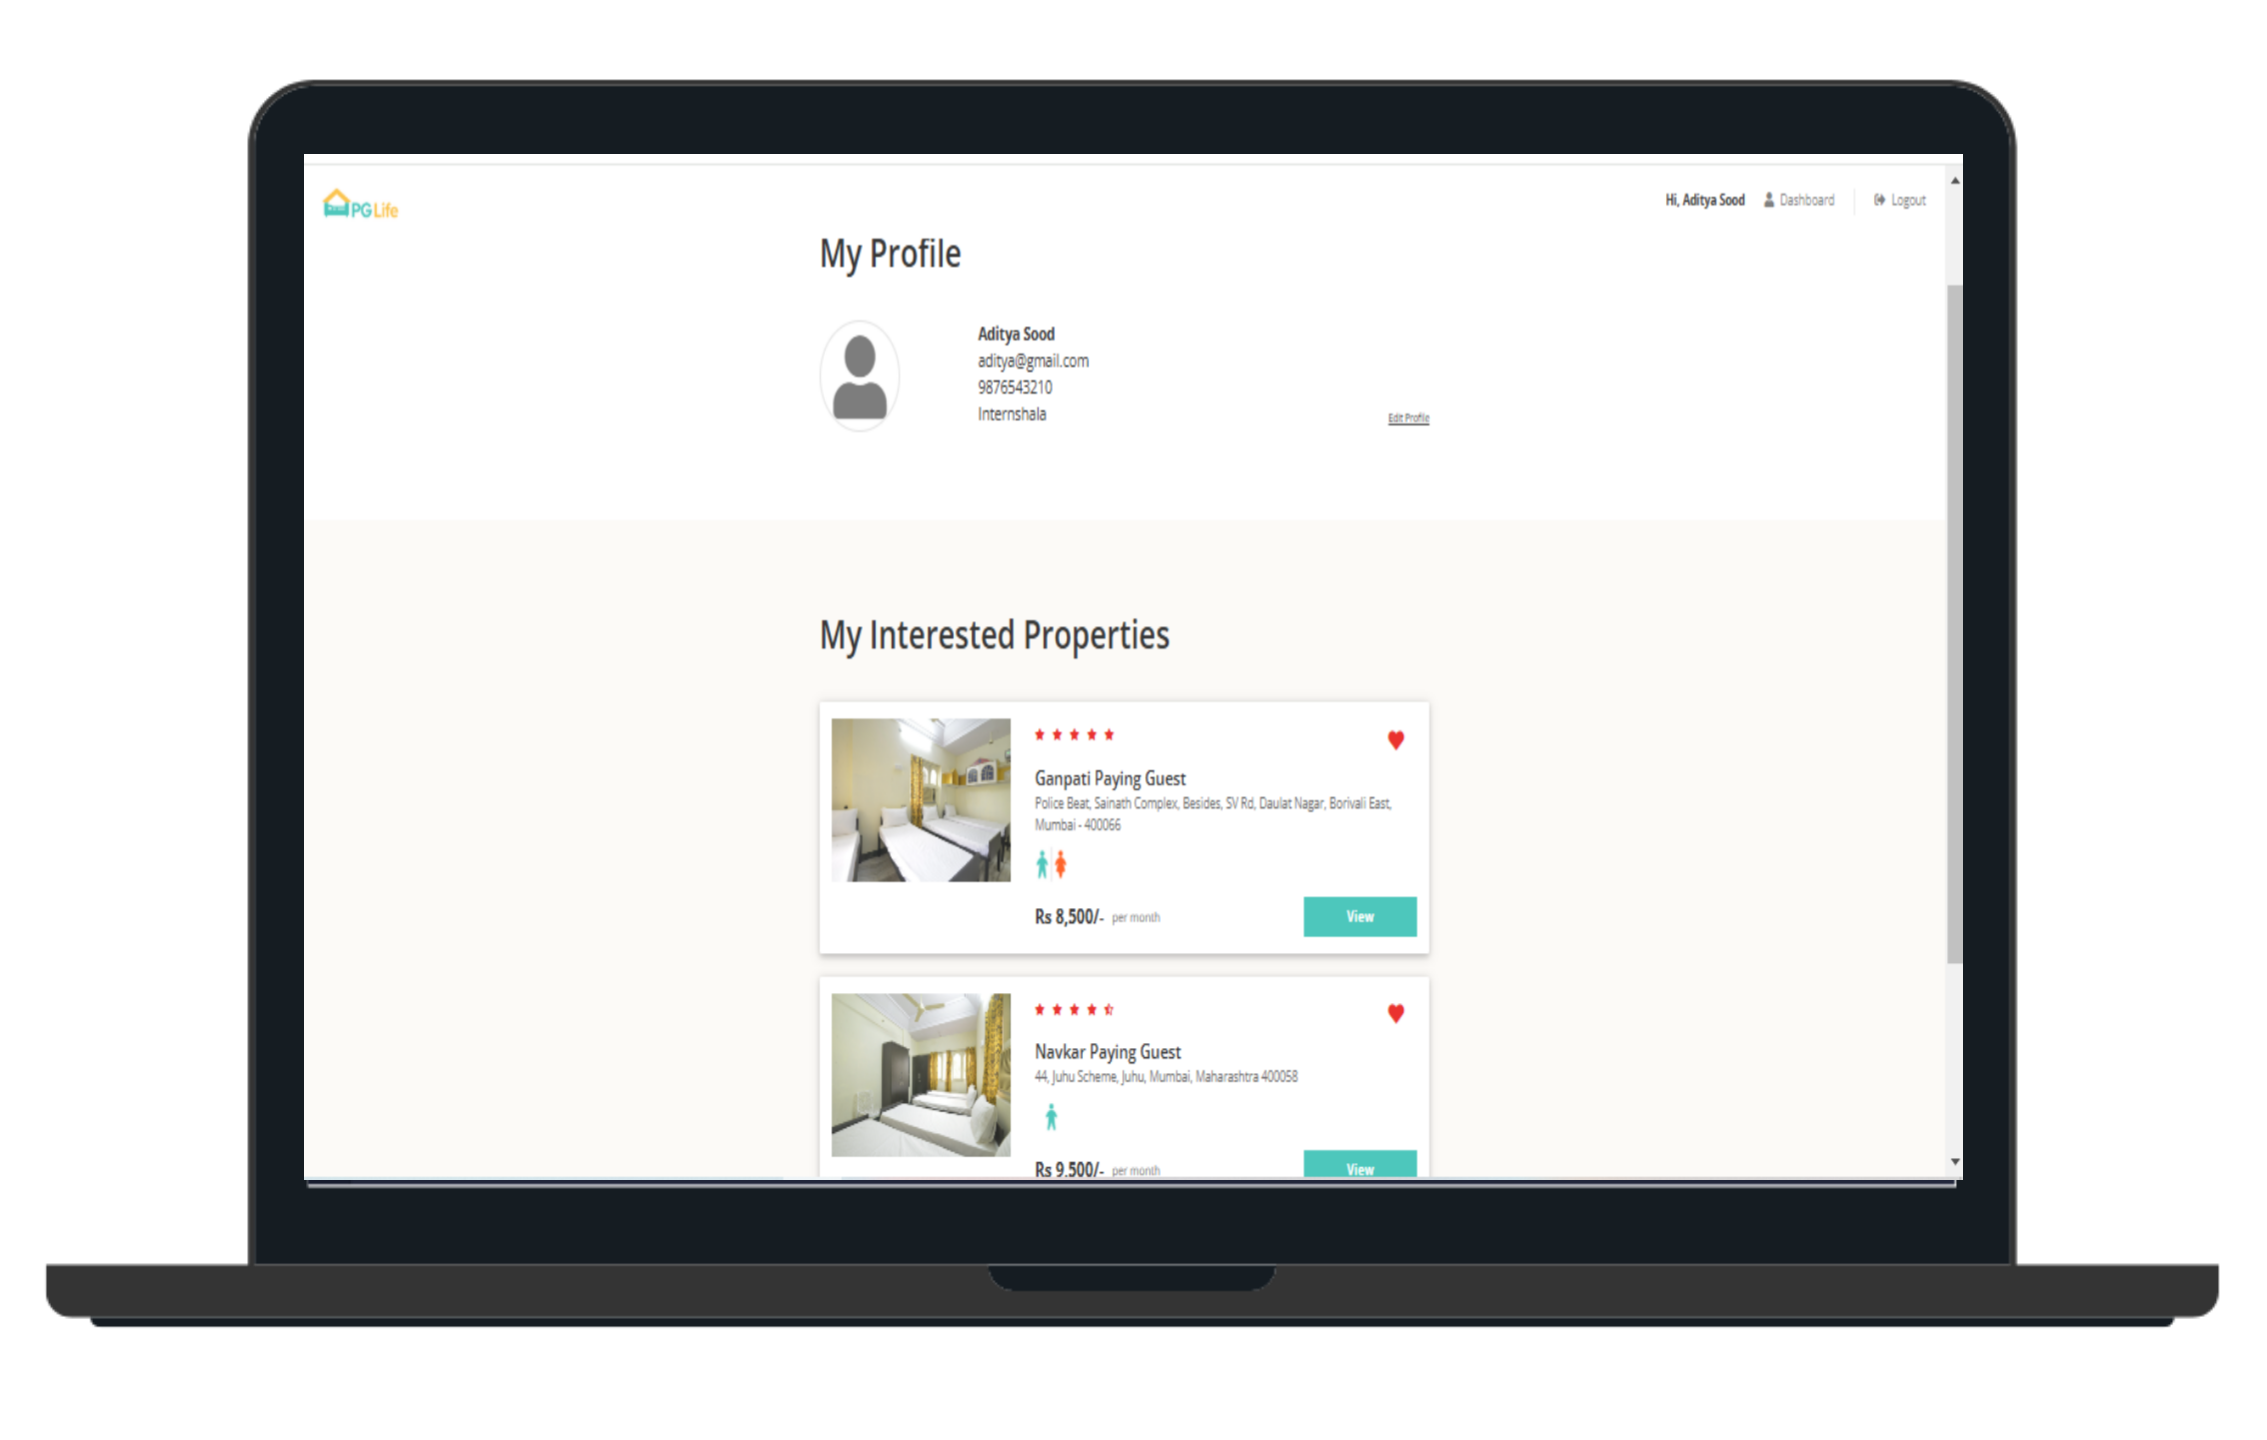 PG Life
Hi, Aditya Sood Dashboard Logout
My Profile
Aditya Sood
aditya@gmail.com
9876543210
Internshala
Edit Profile
My Interested Properties
Ganpati Paying Guest
Police Beat, Sainath Complex, Besides, SV Rd, Daulat Nagar, Borivali East,
Mumbai - 400066
Rs 8,500/- per month
View
Navkar Paying Guest
44, Juhu Scheme, Juhu, Mumbai, Maharashtra 400058
Rs 9,500/- per month
View